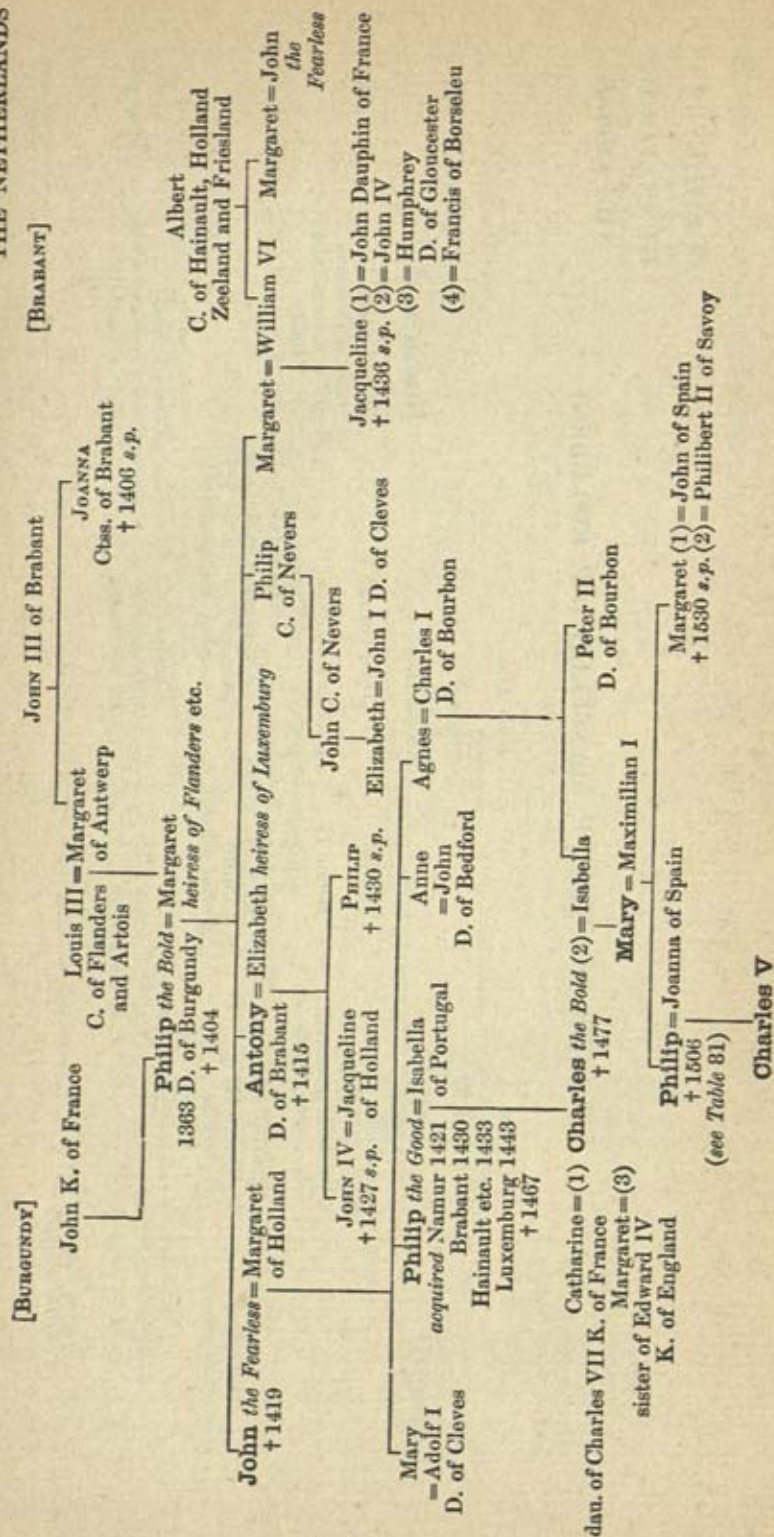 THE NETHERLANDS
[BURGUNDY]
[BRABANT]
JOHN III of Brabant
John K. of France
Louis III=Margaret
C. of Flanders of Antwerp
and Artois
JOANNA
Ctss. of Brabant
† 1406 s.p.
Albert
C. of Hainault, Holland
Zeeland and Friesland
Philip the Bold=Margaret
1363 D. of Burgundy heiress of Flanders etc.
† 1404
John the Fearless=Margaret
† 1419 of Holland
Antony=Elizabeth heiress of Luxemburg
D. of Brabant
† 1415
Philip
C. of Nevers
Margaret=William VI
Margaret=John
the
Fearless
JOHN IV=Jacqueline
† 1427 s.p. of Holland
PHILIP
† 1430 s.p.
John C. of Nevers
Elizabeth=John I D. of Cleves
Jacqueline (1)=John Dauphin of France
† 1436 s.p. (2)=John IV
(3)=Humphrey
D. of Gloucester
(4)=Francis of Borseleu
Mary
=Adolf I
D. of Cleves
Philip the Good=Isabella
acquired Namur 1421 of Portugal
Brabant 1430
Hainault etc. 1433
Luxemburg 1443
† 1467
Anne
=John
D. of Bedford
Agnes=Charles I
D. of Bourbon
Catharine=(1) Charles the Bold (2)=Isabella
dau. of Charles VII K. of France † 1477
Margaret=(3)
sister of Edward IV
K. of England
Peter II
D. of Bourbon
Mary=Maximilian I
Philip=Joanna of Spain
† 1506
(see Table 81)
Margaret (1)=John of Spain
† 1530 s.p. (2)=Philibert II of Savoy
Charles V